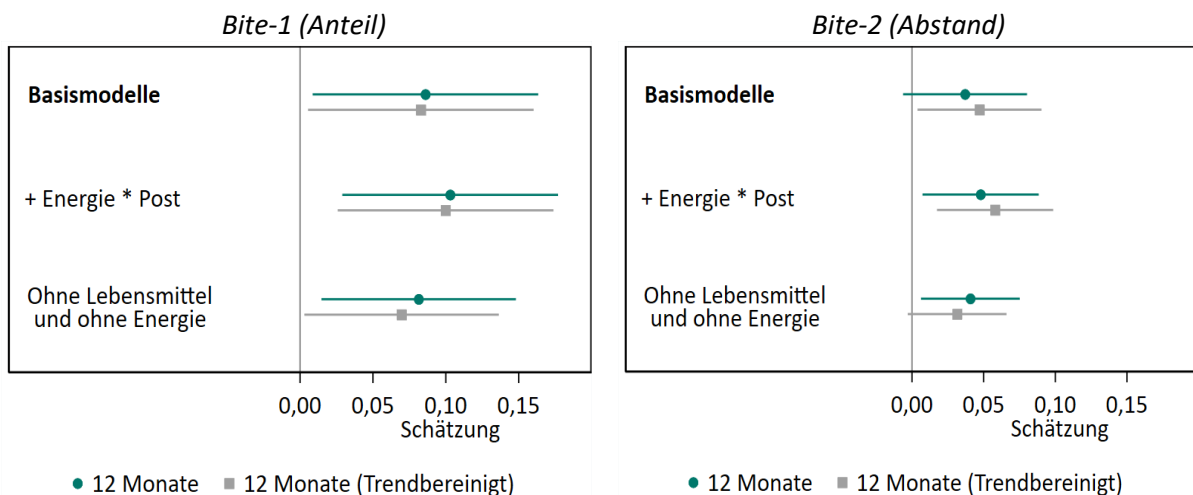 Bite-1 (Anteil)
Basismodelle
+ Energie * Post
Ohne Lebensmittel
und ohne Energie
0,00 0,05 0,10 0,15
Schätzung
12 Monate 12 Monate (Trendbereinigt)
Bite-2 (Abstand)
Basismodelle
+ Energie * Post
Ohne Lebensmittel
und ohne Energie
0,00 0,05 0,10 0,15
Schätzung
12 Monate 12 Monate (Trendbereinigt)